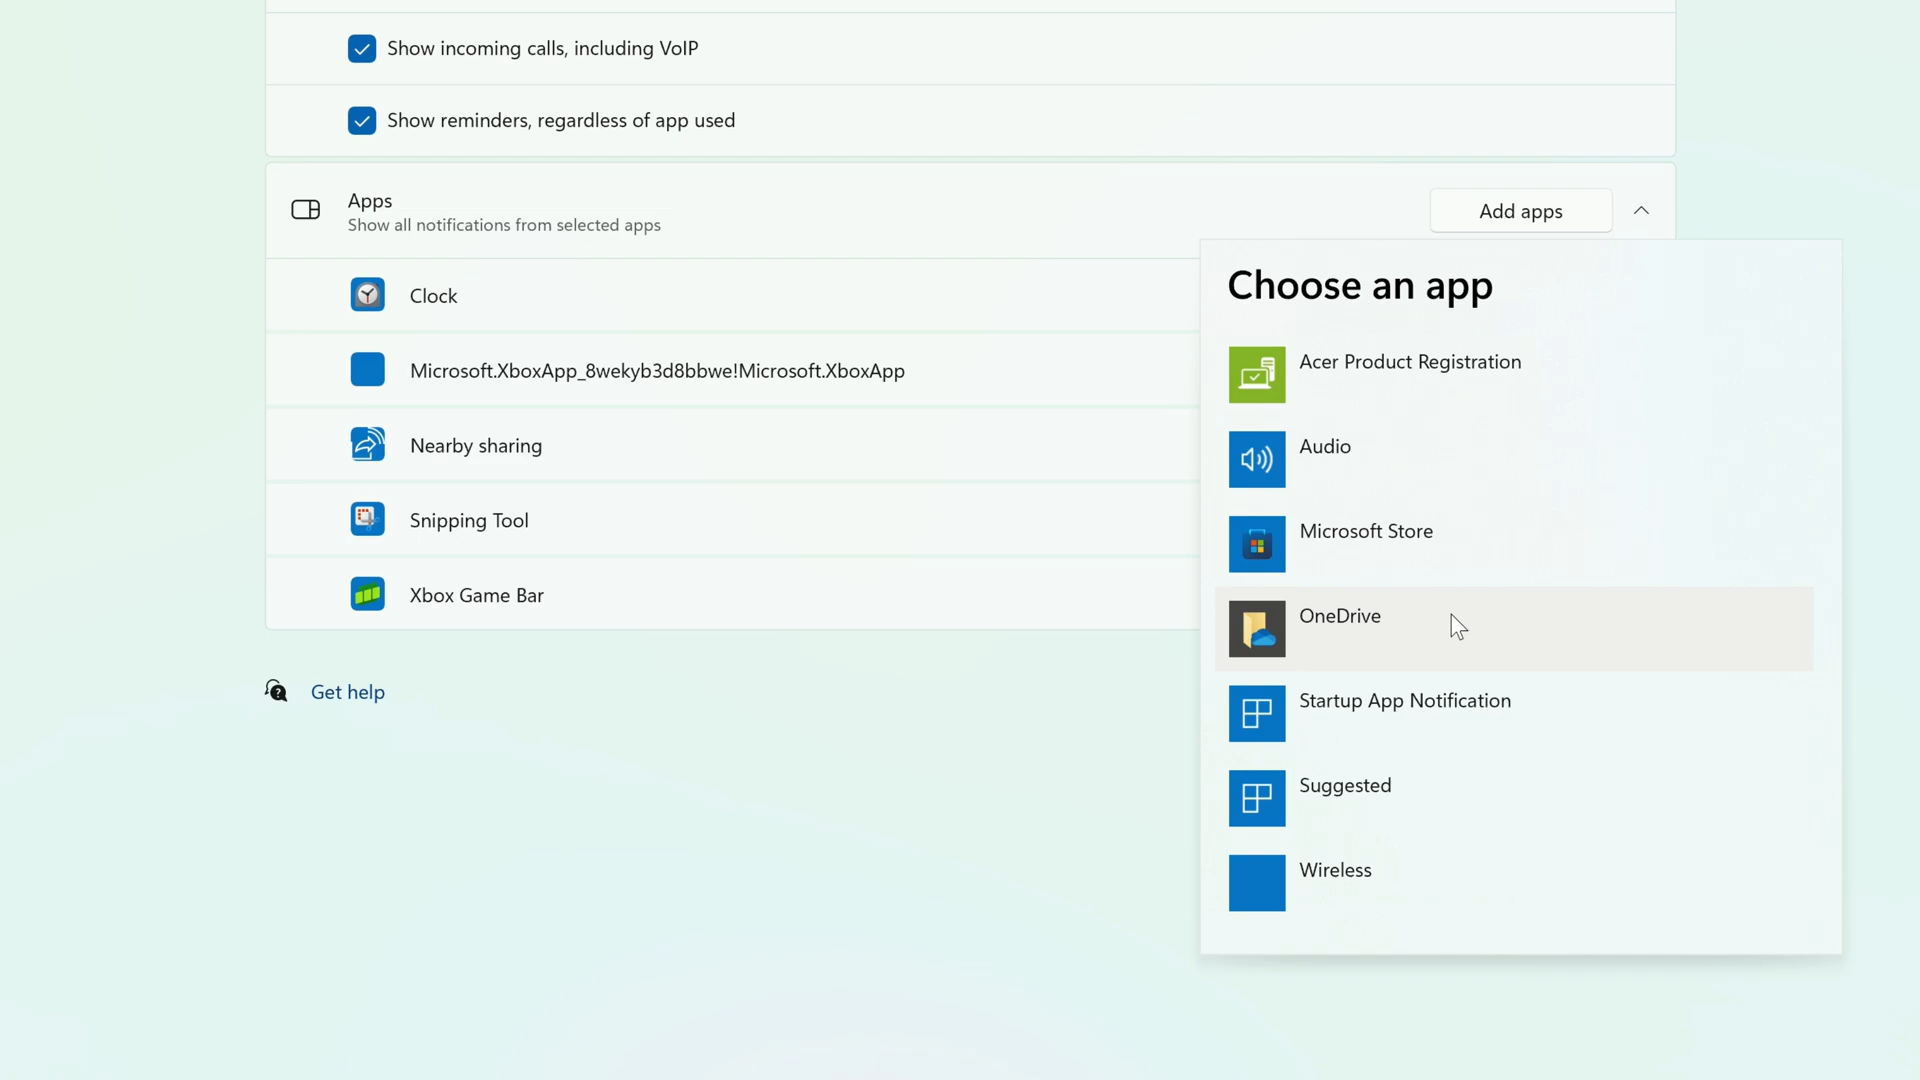 Show incoming calls, including VoIP
Show reminders, regardless of app used
Apps
Show all notifications from selected apps
Add apps
Clock
Microsoft.XboxApp_8wekyb3d8bbwe!Microsoft.XboxApp
Nearby sharing
Snipping Tool
Xbox Game Bar
Get help
Choose an app
Acer Product Registration
Audio
Microsoft Store
OneDrive
Startup App Notification
Suggested
Wireless